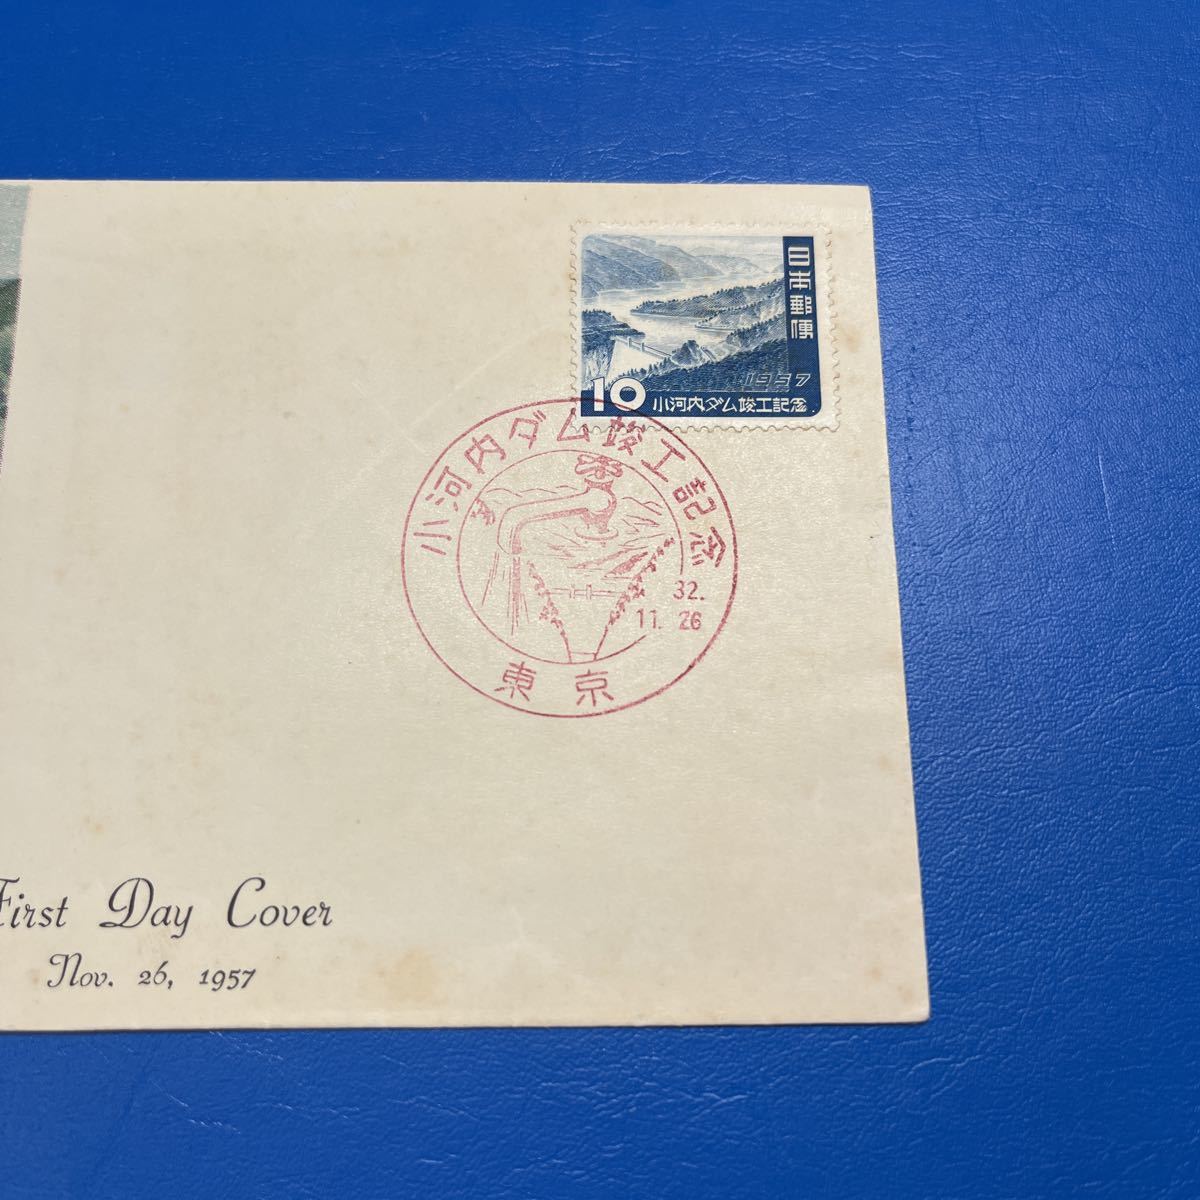 日本郵便
1957
10 小河内ダム竣工記念
小河内ダム竣工記念
32.
11. 26
東京
First Day Cover
Nov. 26, 1957